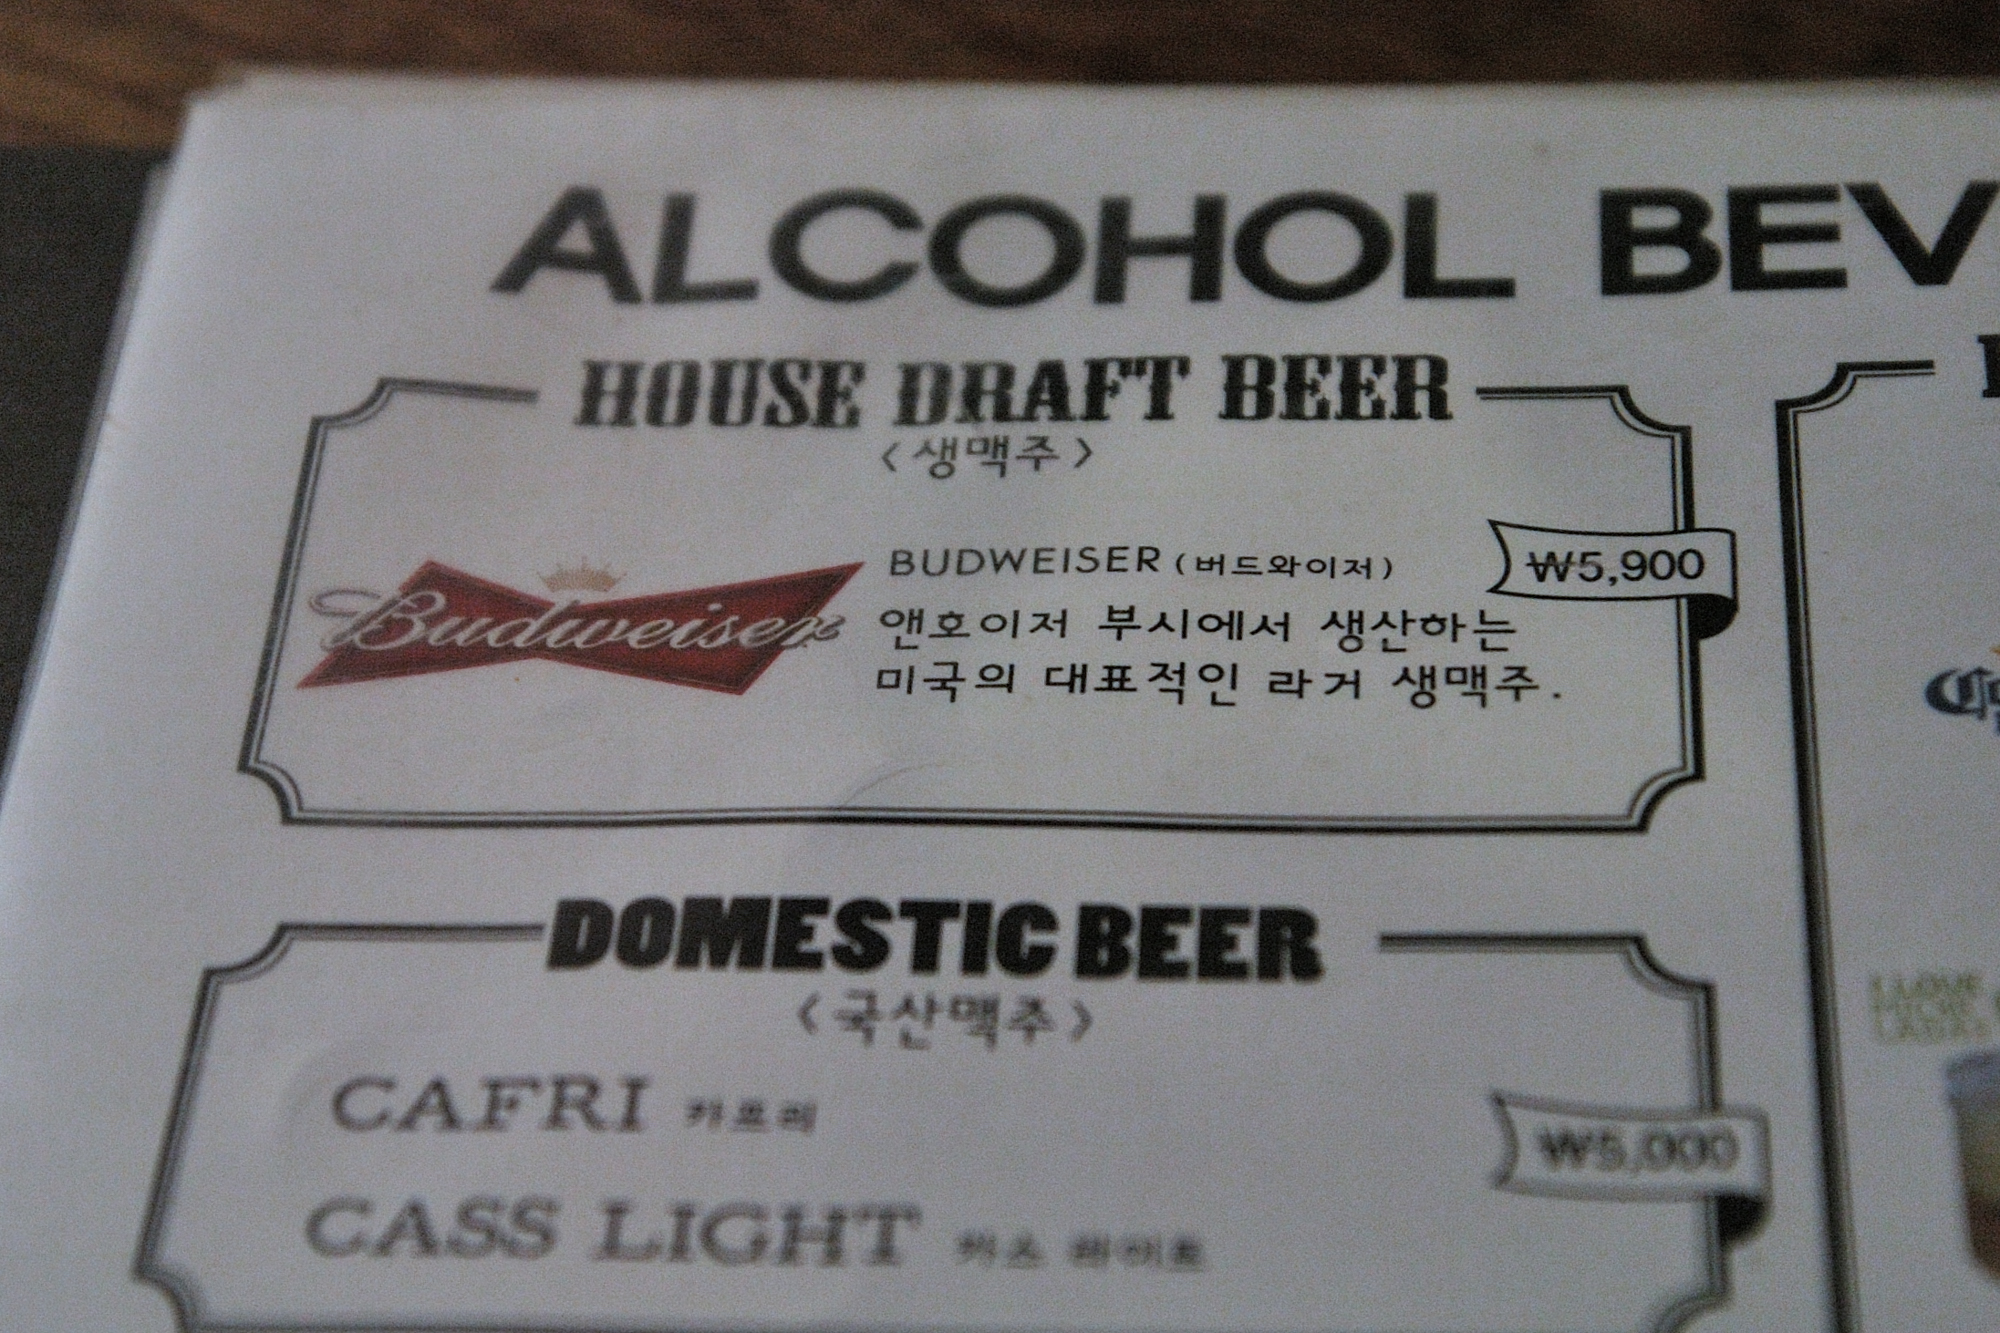 ALCOHOL BEV
HOUSE DRAFT BEER
<생맥주>
Budweiser
BUDWEISER (버드와이저)
₩5,900
앤호이저 부시에서 생산하는
미국의 대표적인 라거 생맥주.
DOMESTIC BEER
<국산맥주>
CAFRI 카프리
₩5,000
CASS LIGHT 카스 라이트